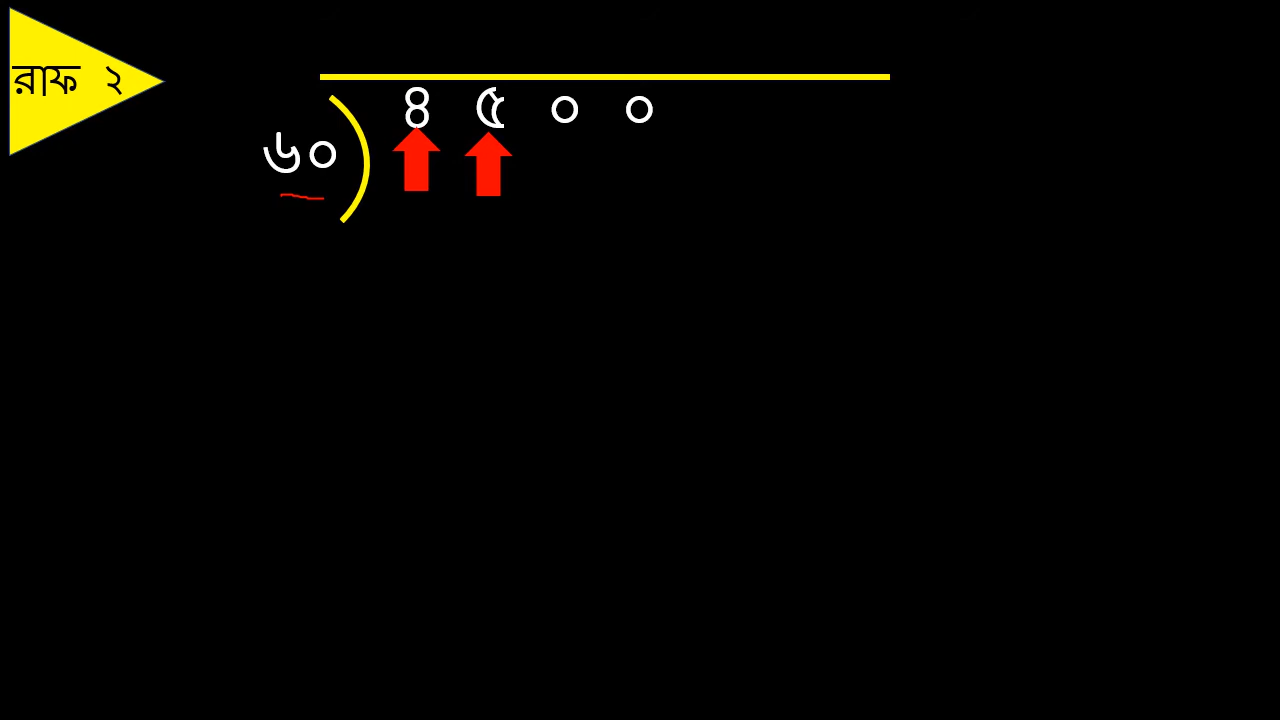 রাফ ২
৪ ৫ ০ ০
৬০